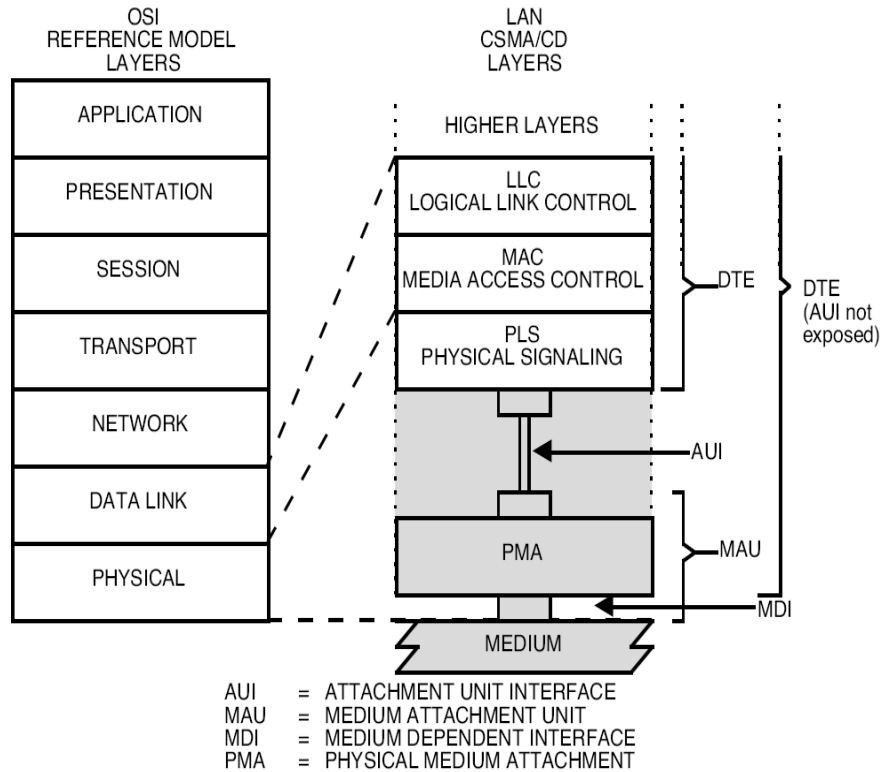 OSI
REFERENCE MODEL
LAYERS
APPLICATION
PRESENTATION
SESSION
TRANSPORT
NETWORK
DATA LINK
PHYSICAL
LAN
CSMA/CD
LAYERS
HIGHER LAYERS
LLC
LOGICAL LINK CONTROL
MAC
MEDIA ACCESS CONTROL
PLS
PHYSICAL SIGNALING
PMA
MEDIUM
DTE
DTE
(AUI not
exposed)
AUI
MAU
MDI
AUI = ATTACHMENT UNIT INTERFACE
MAU = MEDIUM ATTACHMENT UNIT
MDI = MEDIUM DEPENDENT INTERFACE
PMA = PHYSICAL MEDIUM ATTACHMENT